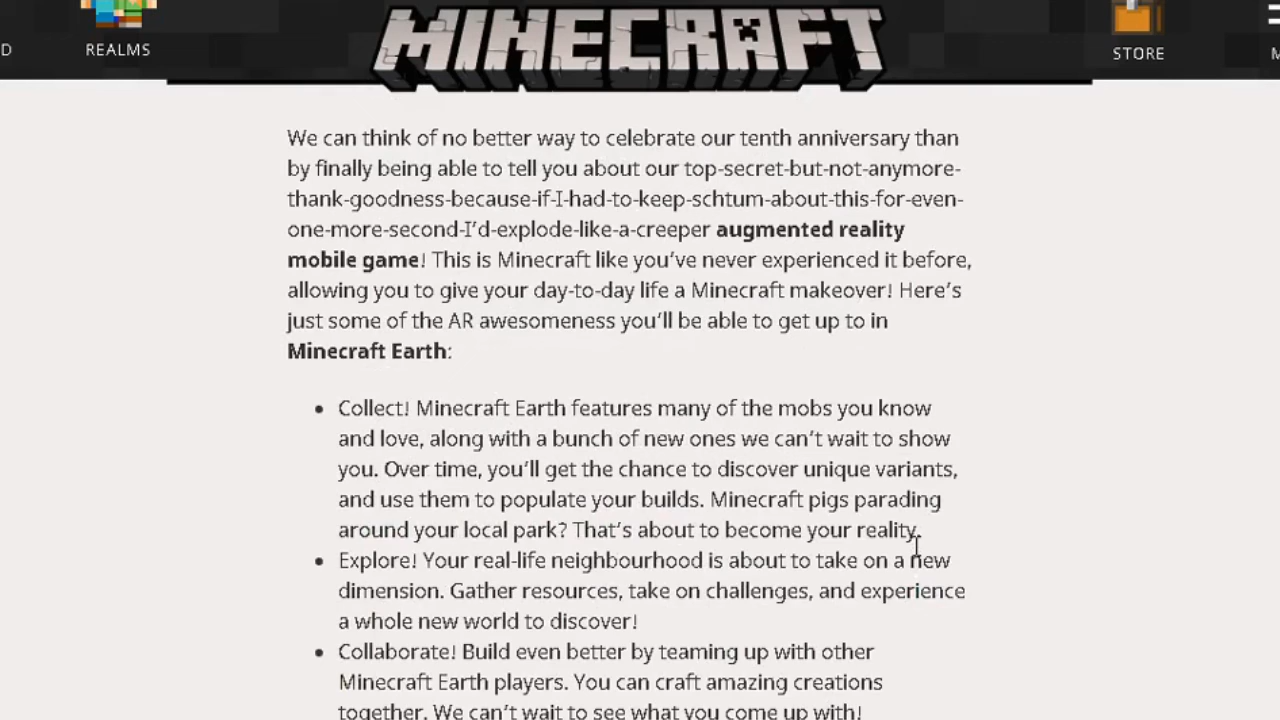 D
REALMS
MINECRAFT
STORE
M
We can think of no better way to celebrate our tenth anniversary than
by finally being able to tell you about our top-secret-but-not-anymore-
thank-goodness-because-if-I-had-to-keep-schtum-about-this-for-even-
one-more-second-I’d-explode-like-a-creeper augmented reality
mobile game! This is Minecraft like you’ve never experienced it before,
allowing you to give your day-to-day life a Minecraft makeover! Here’s
just some of the AR awesomeness you’ll be able to get up to in
Minecraft Earth:
• Collect! Minecraft Earth features many of the mobs you know
and love, along with a bunch of new ones we can’t wait to show
you. Over time, you’ll get the chance to discover unique variants,
and use them to populate your builds. Minecraft pigs parading
around your local park? That’s about to become your reality.
• Explore! Your real-life neighbourhood is about to take on a new
dimension. Gather resources, take on challenges, and experience
a whole new world to discover!
• Collaborate! Build even better by teaming up with other
Minecraft Earth players. You can craft amazing creations
together. We can’t wait to see what you come up with!